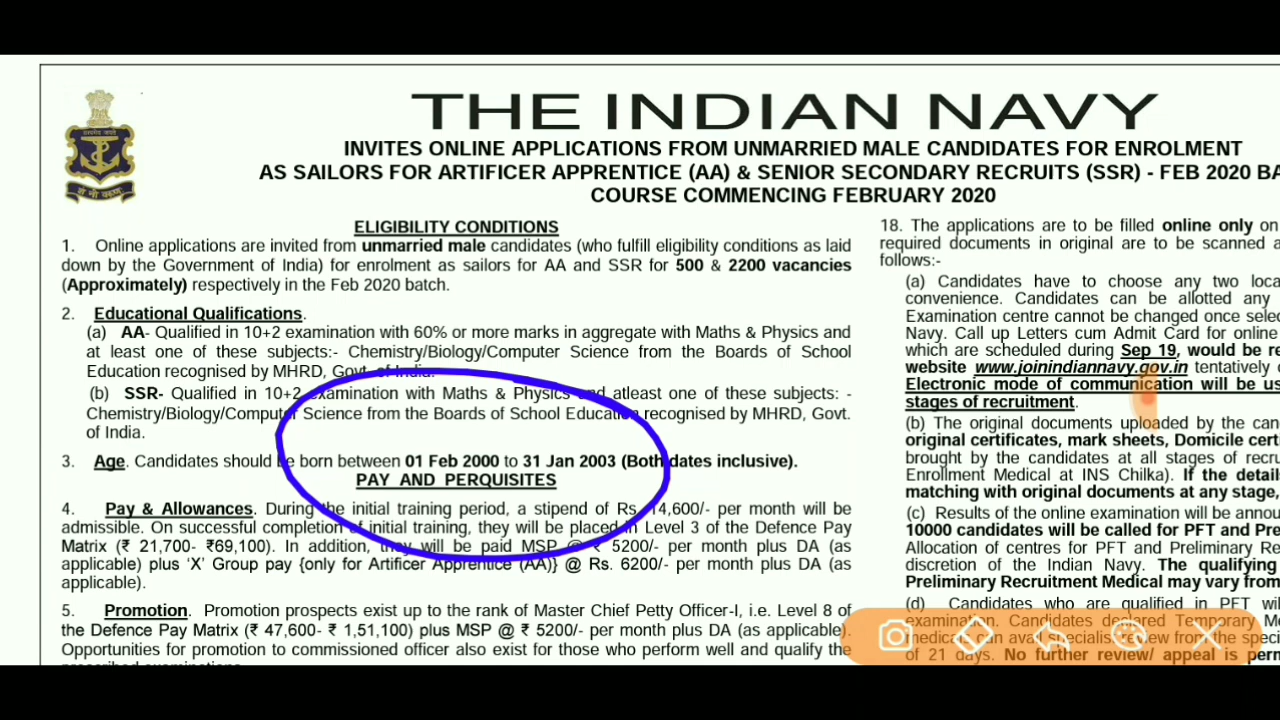 THE INDIAN NAVY
INVITES ONLINE APPLICATIONS FROM UNMARRIED MALE CANDIDATES FOR ENROLMENT
AS SAILORS FOR ARTIFICER APPRENTICE (AA) & SENIOR SECONDARY RECRUITS (SSR) - FEB 2020 BA
COURSE COMMENCING FEBRUARY 2020
ELIGIBILITY CONDITIONS
1. Online applications are invited from unmarried male candidates (who fulfill eligibility conditions as laid
down by the Government of India) for enrolment as sailors for AA and SSR for 500 & 2200 vacancies
(Approximately) respectively in the Feb 2020 batch.
2. Educational Qualifications.
(a) AA- Qualified in 10+2 examination with 60% or more marks in aggregate with Maths & Physics and
at least one of these subjects:- Chemistry/Biology/Computer Science from the Boards of School
Education recognised by MHRD, Govt. of India.
(b) SSR- Qualified in 10+2 examination with Maths & Physics and atleast one of these subjects: -
Chemistry/Biology/Computer Science from the Boards of School Education recognised by MHRD, Govt.
of India.
3. Age. Candidates should be born between 01 Feb 2000 to 31 Jan 2003 (Both dates inclusive).
PAY AND PERQUISITES
4. Pay & Allowances. During the initial training period, a stipend of Rs. 14,600/- per month will be
admissible. On successful completion of initial training, they will be placed in Level 3 of the Defence Pay
Matrix (₹ 21,700- ₹69,100). In addition, they will be paid MSP @ ₹ 5200/- per month plus DA (as
applicable) plus 'X' Group pay {only for Artificer Apprentice (AA)} @ Rs. 6200/- per month plus DA (as
applicable).
5. Promotion. Promotion prospects exist up to the rank of Master Chief Petty Officer-I, i.e. Level 8 of
the Defence Pay Matrix (₹ 47,600- ₹ 1,51,100) plus MSP @ ₹ 5200/- per month plus DA (as applicable).
Opportunities for promotion to commissioned officer also exist for those who perform well and qualify the
18. The applications are to be filled online only on
required documents in original are to be scanned a
follows:-
(a) Candidates have to choose any two loca
convenience. Candidates can be allotted any
Examination centre cannot be changed once selec
Navy. Call up Letters cum Admit Card for online
which are scheduled during Sep 19, would be re
website www.joinindiannavy.gov.in tentatively
Electronic mode of communication will be us
stages of recruitment.
(b) The original documents uploaded by the can
original certificates, mark sheets, Domicile cert
brought by the candidates at all stages of recru
Enrollment Medical at INS Chilka). If the detail
matching with original documents at any stage,
(c) Results of the online examination will be annou
10000 candidates will be called for PFT and Pre
Allocation of centres for PFT and Preliminary Re
discretion of the Indian Navy. The qualifying
Preliminary Recruitment Medical may vary from
(d) Candidates who are qualified in PFT wil
examination. Candidates declared Temporary Me
from the speci
of 21 days. No further review/ appeal is perm